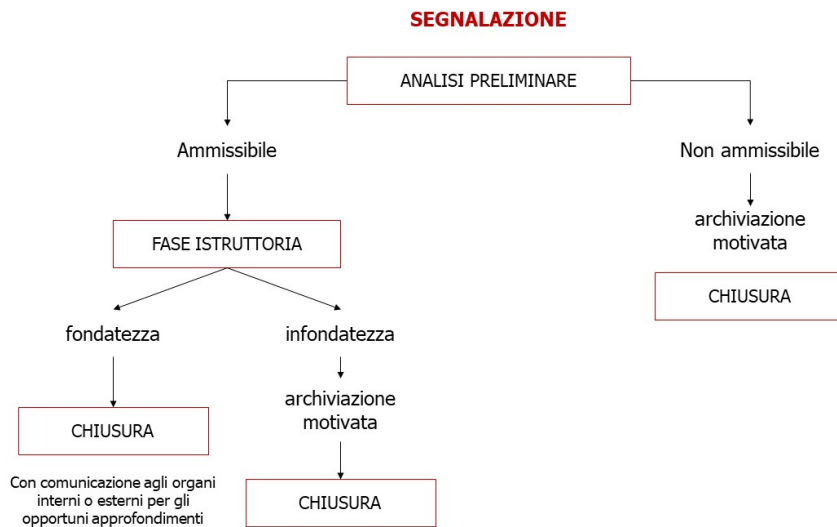 SEGNALAZIONE
ANALISI PRELIMINARE
Ammissibile
Non ammissibile
archiviazione
motivata
FASE ISTRUTTORIA
CHIUSURA
fondatezza
infondatezza
archiviazione
motivata
CHIUSURA
Con comunicazione agli organi
interni o esterni per gli
opportuni approfondimenti
CHIUSURA